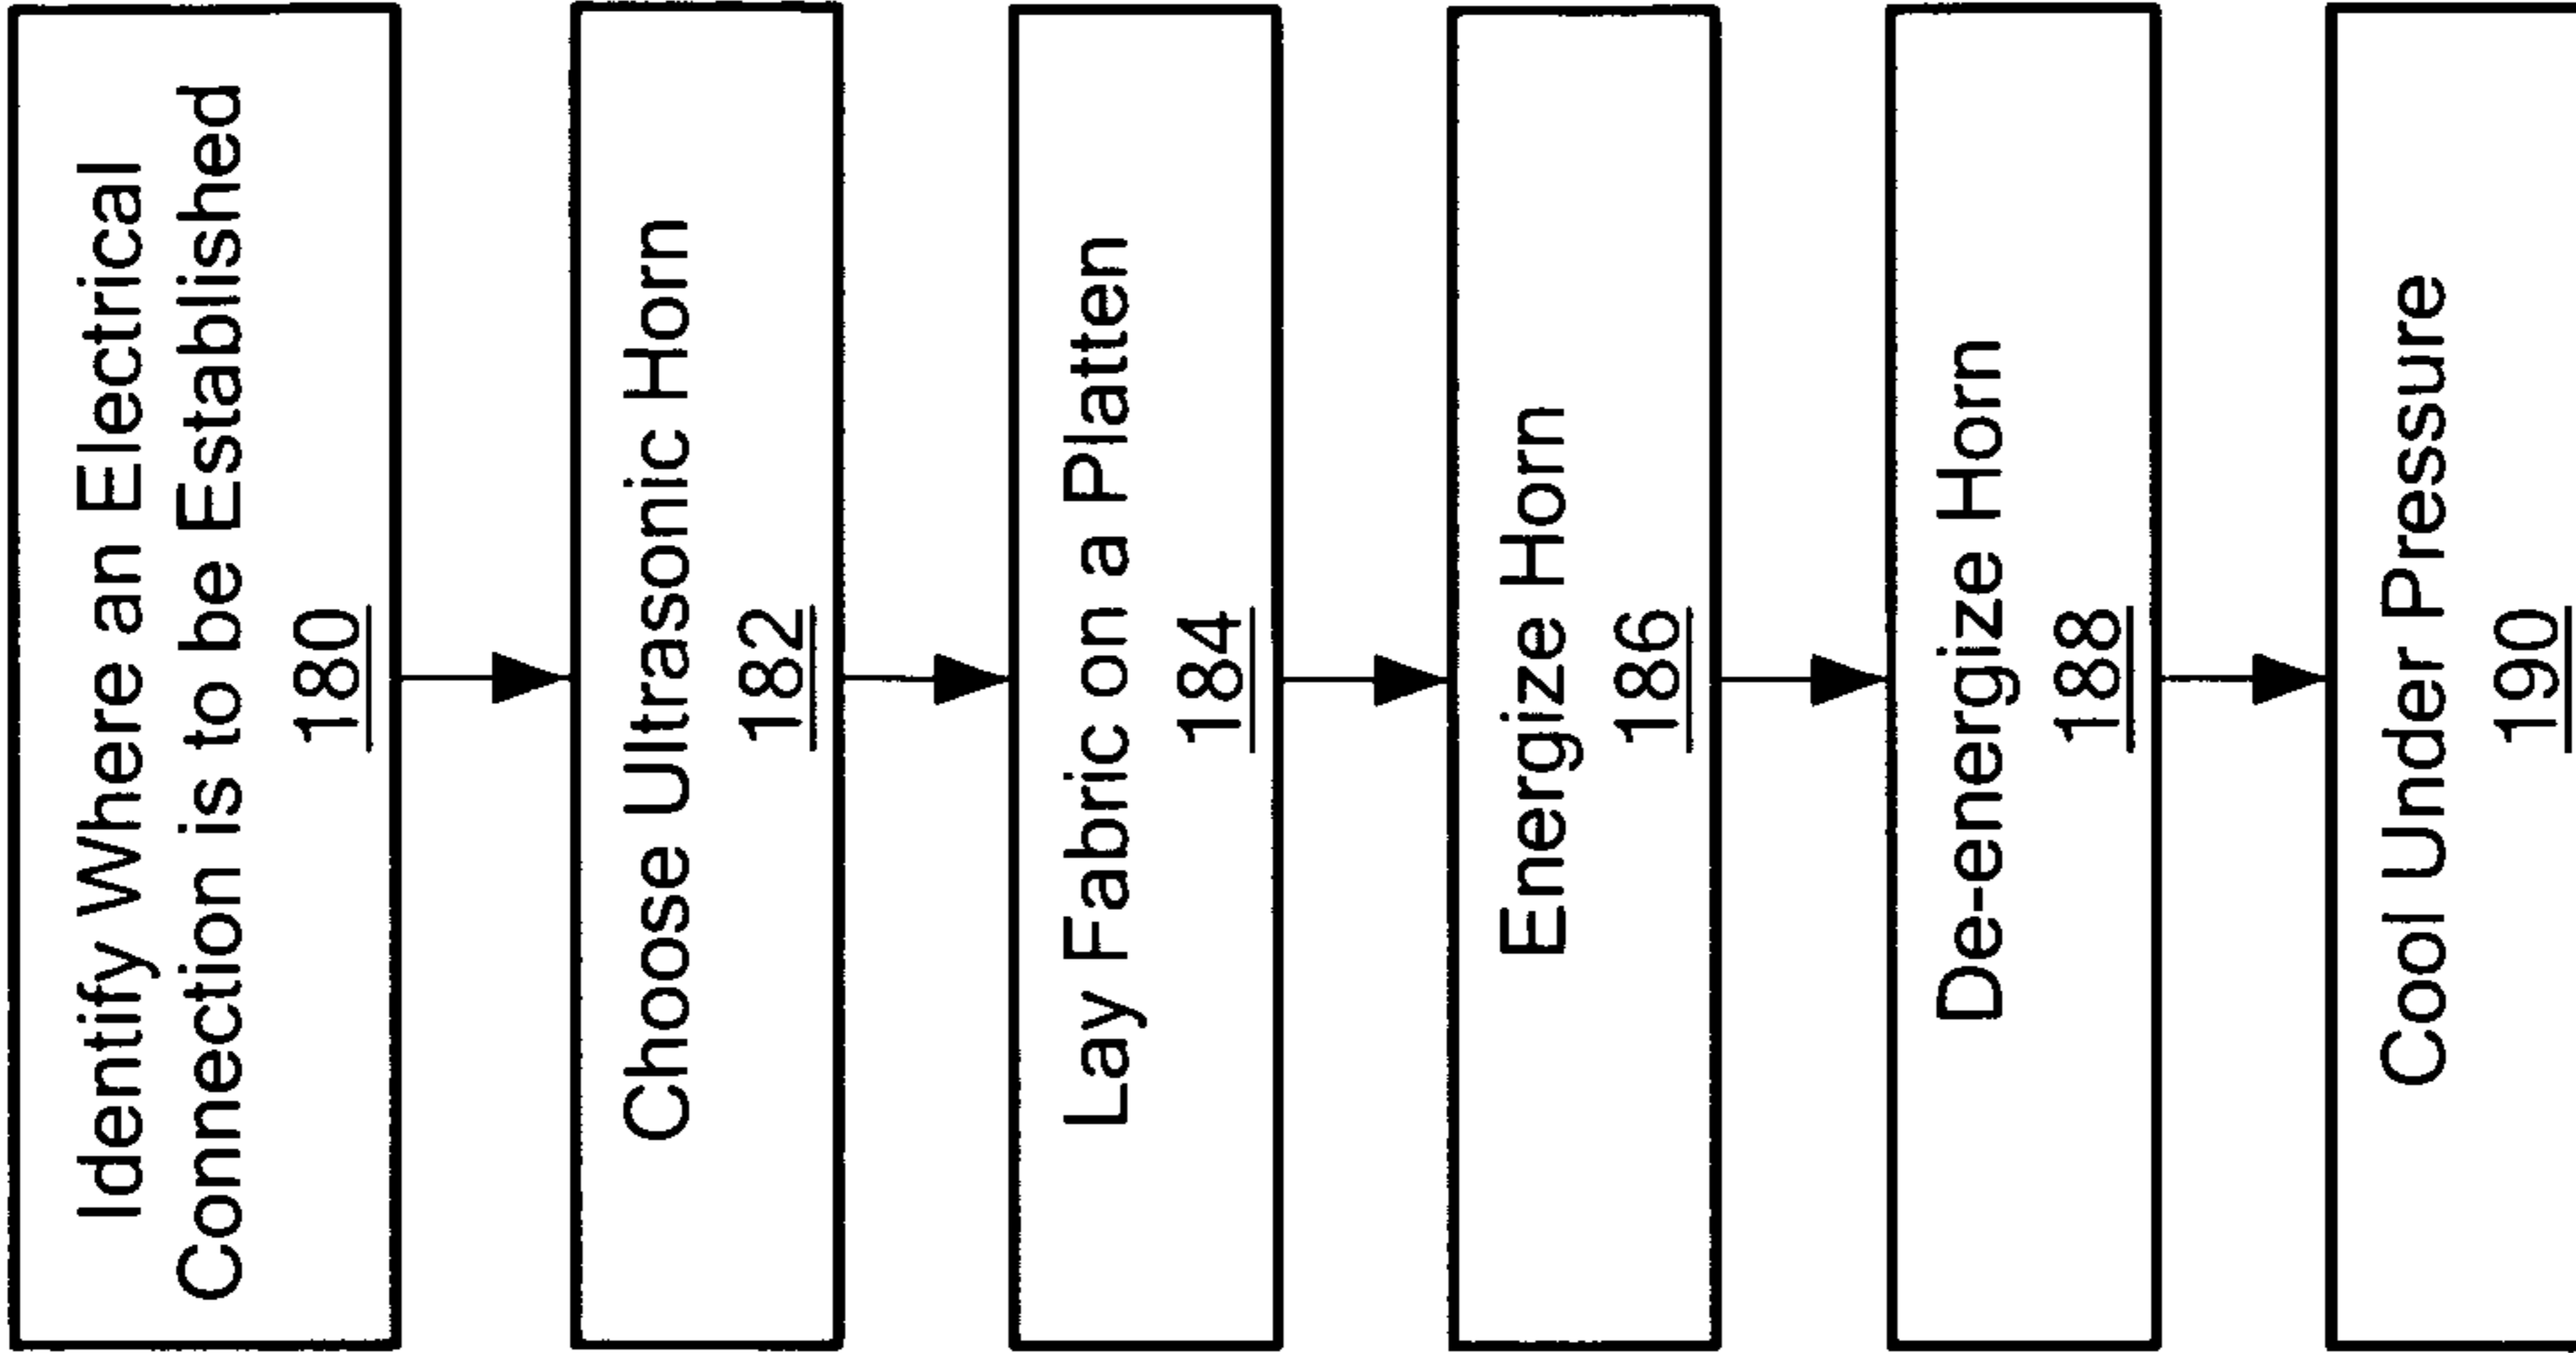 Identify Where an Electrical
Connection is to be Established
180
Choose Ultrasonic Horn
182
Lay Fabric on a Platten
184
Energize Horn
186
De-energize Horn
188
Cool Under Pressure
190